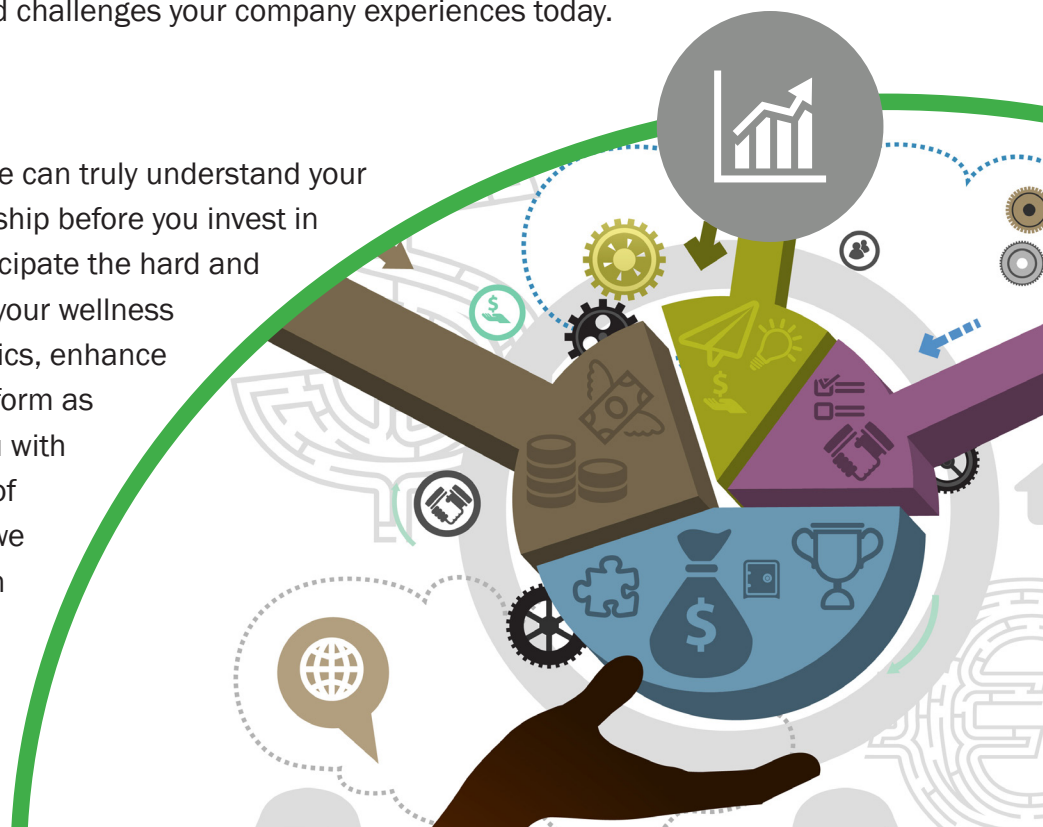 d challenges your company experiences today.
e can truly understand your
ship before you invest in
cipate the hard and
your wellness
ics, enhance
form as
with
of
we
$
$
$